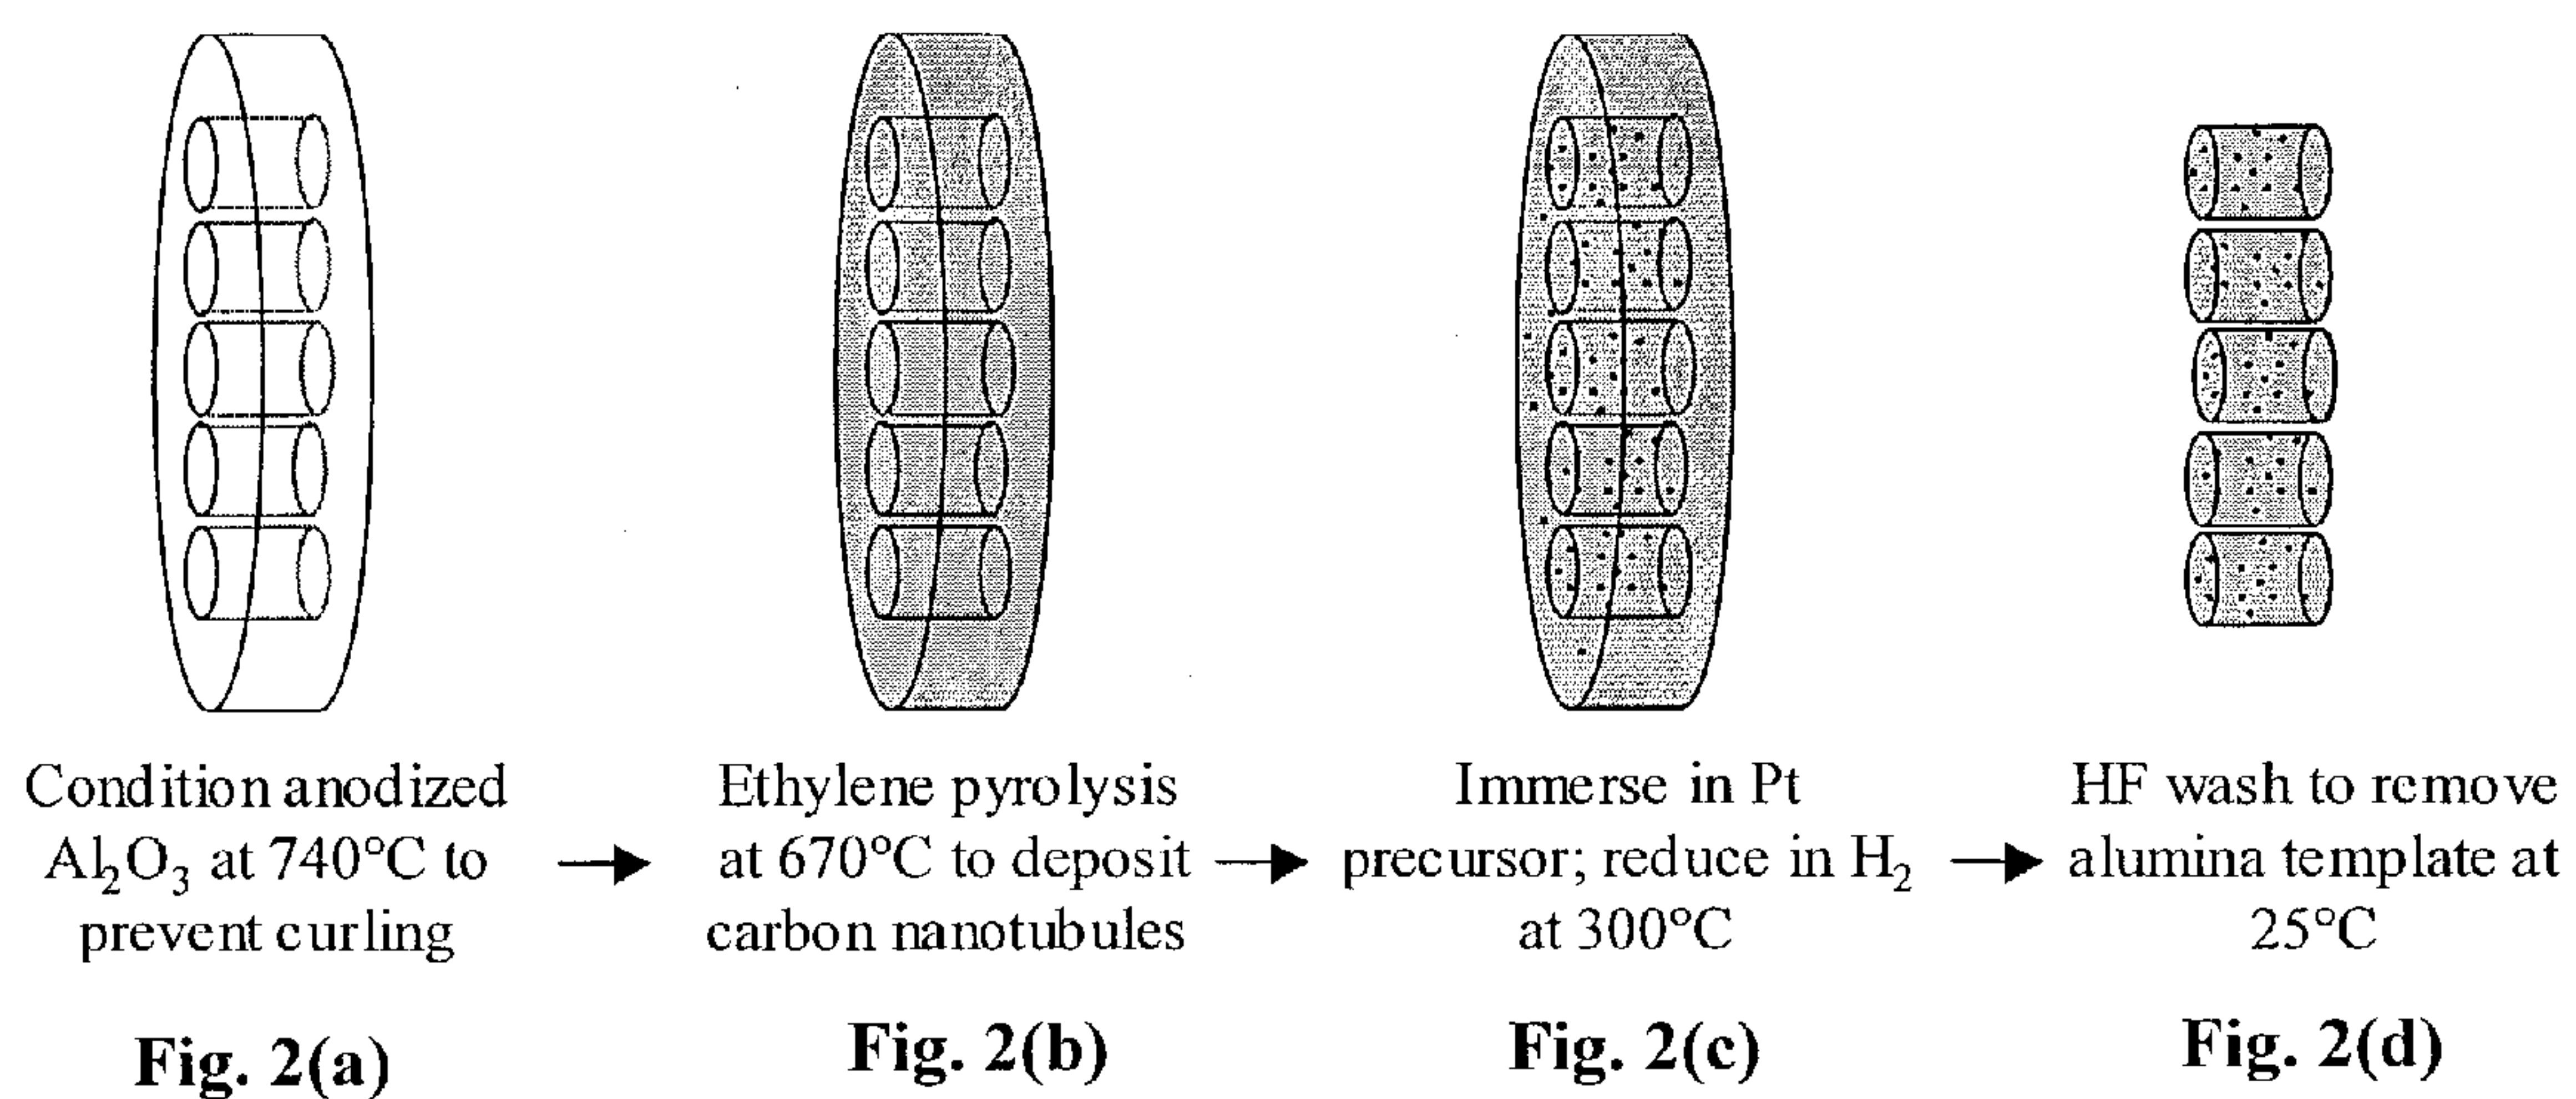 Condition anodized
Al₂O₃ at 740°C to
prevent curling
Fig. 2(a)
Ethylene pyrolysis
at 670°C to deposit
carbon nanotubules
Fig. 2(b)
Immerse in Pt
precursor; reduce in H₂
at 300°C
Fig. 2(c)
HF wash to remove
alumina template at
25°C
Fig. 2(d)